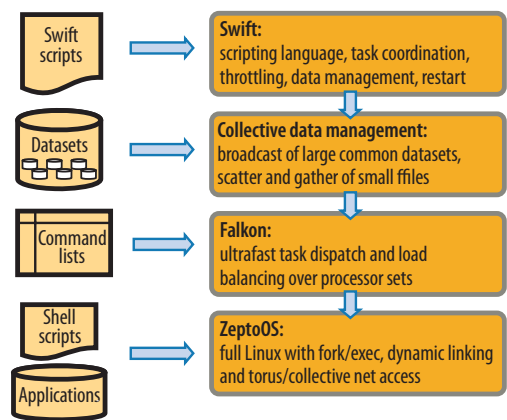 Swift
scripts
Swift:
scripting language, task coordination,
throttling, data management, restart
Datasets
Collective data management:
broadcast of large common datasets,
scatter and gather of small ffiles
Command
lists
Falkon:
ultrafast task dispatch and load
balancing over processor sets
Shell
scripts
Applications
ZeptoOS:
full Linux with fork/exec, dynamic linking
and torus/collective net access